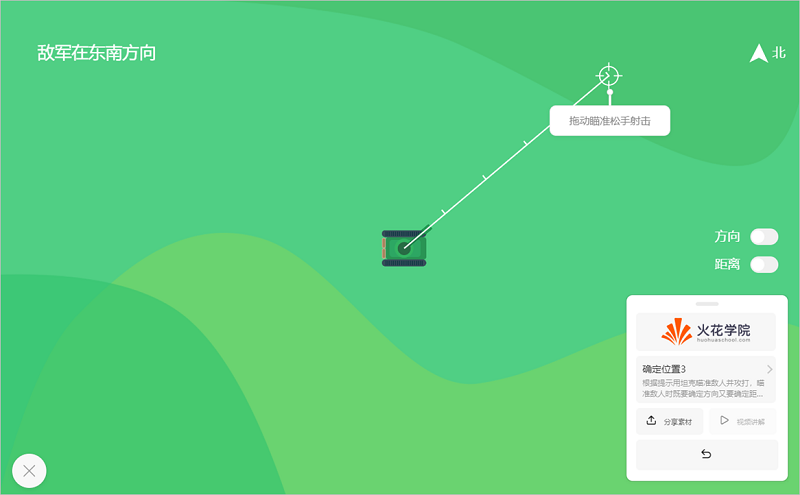 敌军在东南方向
北
拖动瞄准松手射击
方向
距离
火花学院
huohuaschool.com
确定位置3
根据提示用坦克瞄准敌人并攻打，瞄
准敌人时既要确定方向又要确定距...
分享素材
视频讲解